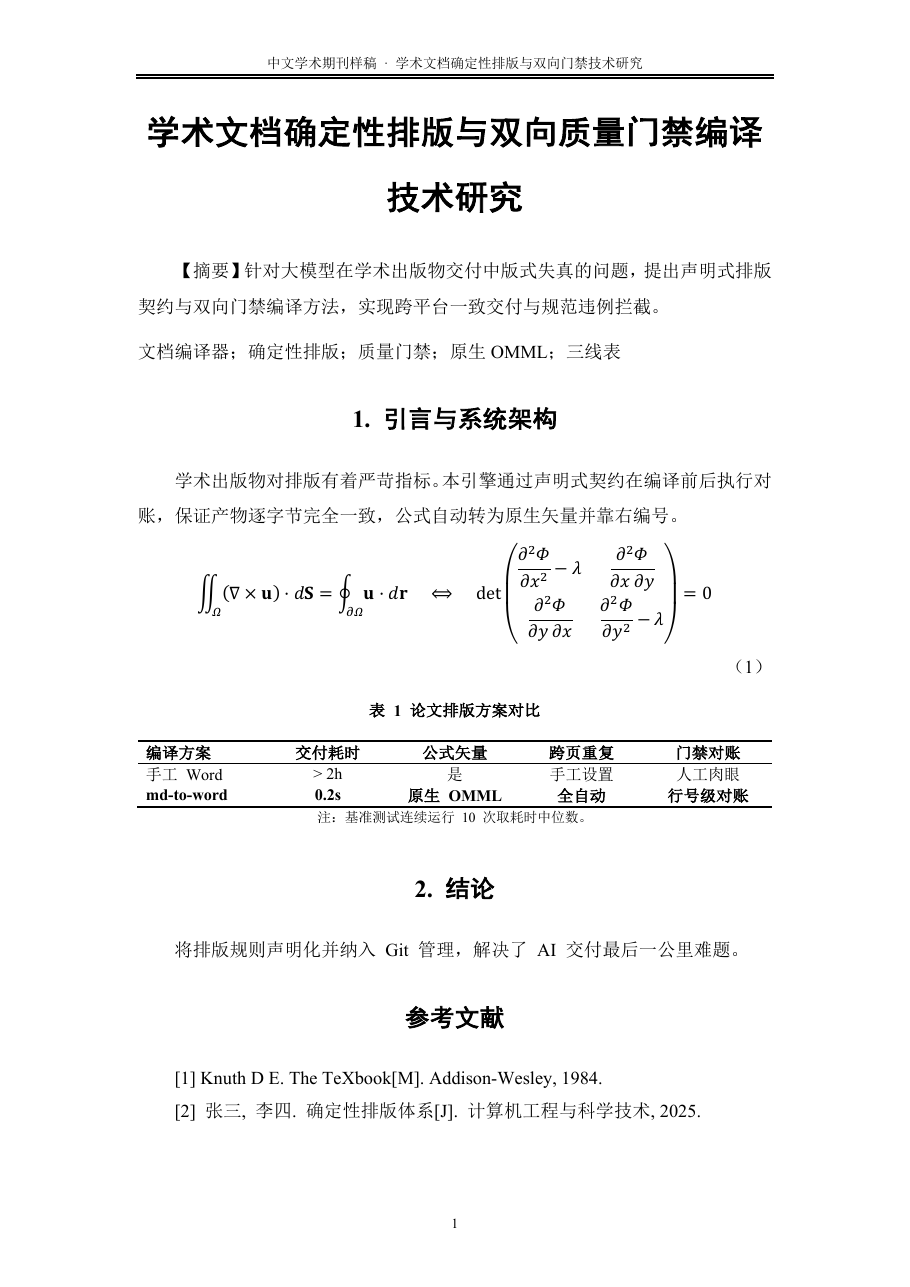 中文学术期刊样稿 · 学术文档确定性排版与双向门禁技术研究
学术文档确定性排版与双向质量门禁编译
技术研究
【摘要】针对大模型在学术出版物交付中版式失真的问题，提出声明式排版
契约与双向门禁编译方法，实现跨平台一致交付与规范违例拦截。
文档编译器；确定性排版；质量门禁；原生 OMML；三线表
1. 引言与系统架构
学术出版物对排版有着严苛指标。本引擎通过声明式契约在编译前后执行对
账，保证产物逐字节完全一致，公式自动转为原生矢量并靠右编号。
∬_Ω (∇ × 𝐮) · d𝐒 = ∮_∂Ω 𝐮 · d𝐫 ⇔ det( ∂²Φ/∂x² − λ  ∂²Φ/∂x ∂y ; ∂²Φ/∂y ∂x  ∂²Φ/∂y² − λ ) = 0
（1）
表 1 论文排版方案对比
编译方案 交付耗时 公式矢量 跨页重复 门禁对账
手工 Word > 2h 是 手工设置 人工肉眼
md-to-word 0.2s 原生 OMML 全自动 行号级对账
注：基准测试连续运行 10 次取耗时中位数。
2. 结论
将排版规则声明化并纳入 Git 管理，解决了 AI 交付最后一公里难题。
参考文献
[1] Knuth D E. The TeXbook[M]. Addison-Wesley, 1984.
[2] 张三, 李四. 确定性排版体系[J]. 计算机工程与科学技术, 2025.
1